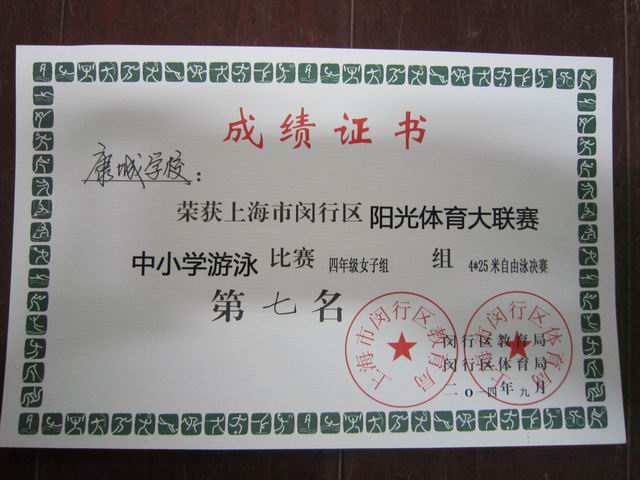 成绩证书
康城学校：
荣获上海市闵行区 阳光体育大联赛
中小学游泳 比赛 四年级女子组 组 4*25米自由泳决赛
第七名
上海市闵行区教育局
上海市闵行区体育局
闵行区教育局
闵行区体育局
二0一四年九月